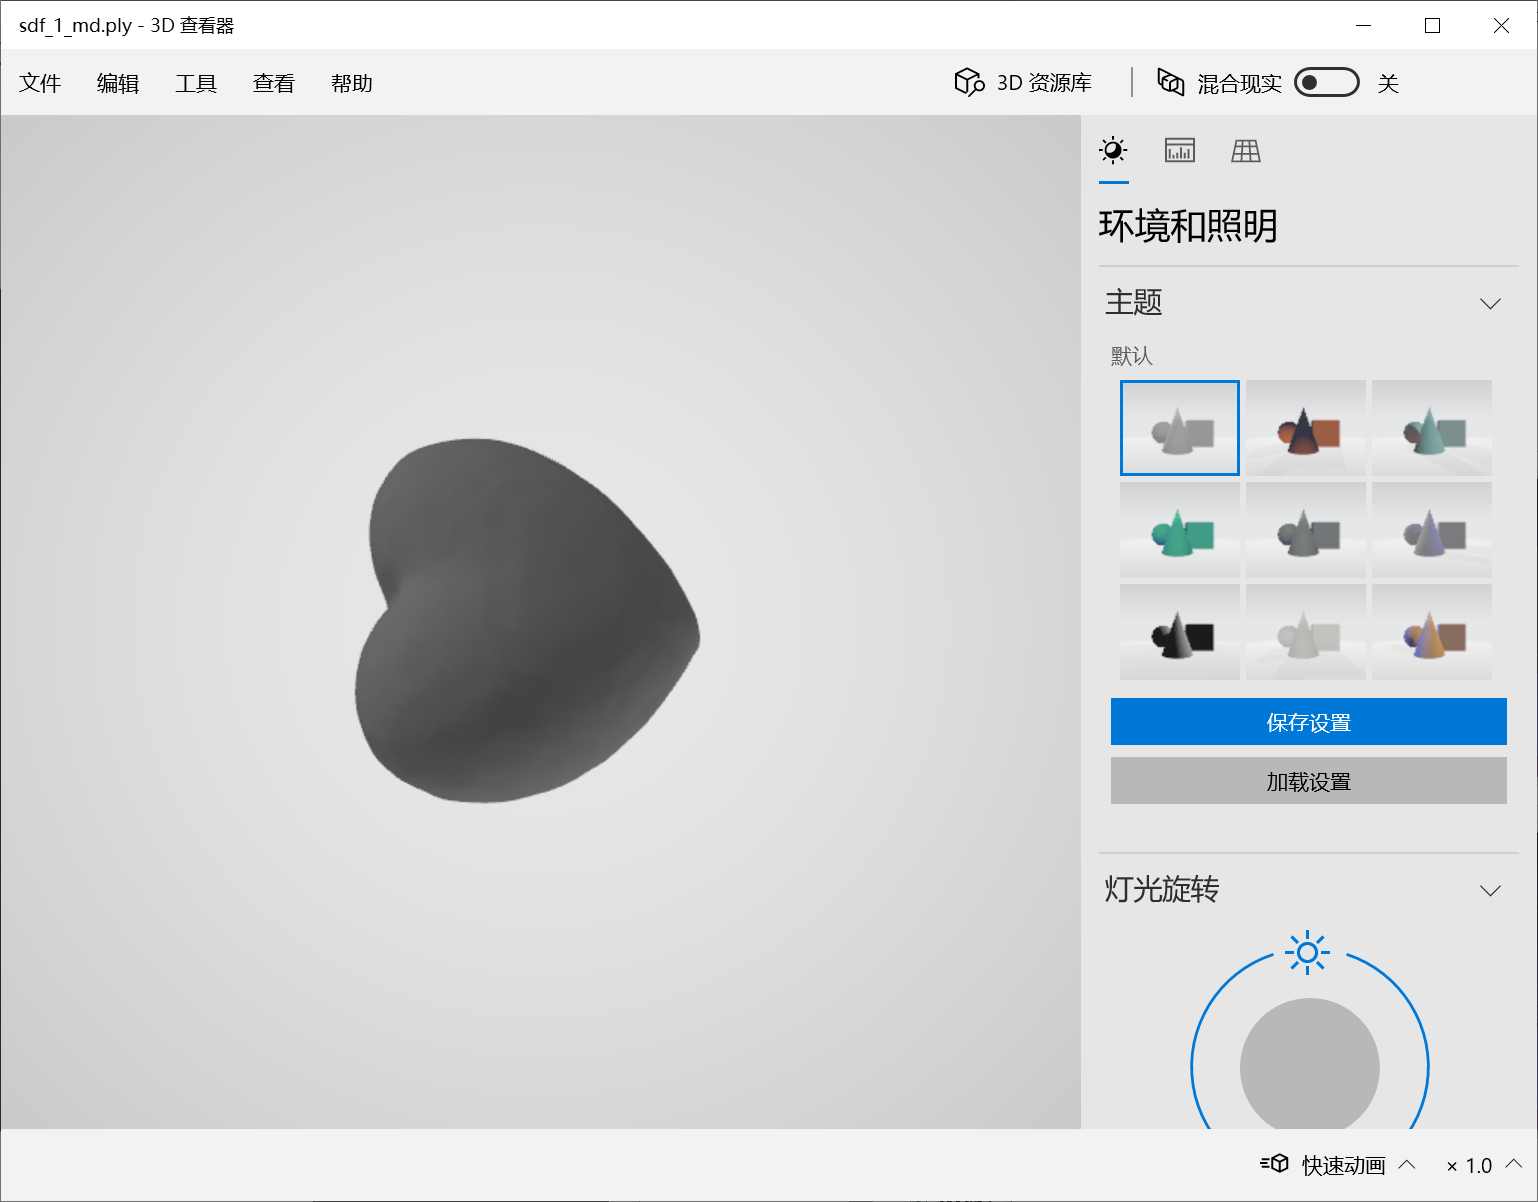 sdf_1_md.ply - 3D 查看器
文件 编辑 工具 查看 帮助 3D 资源库 混合现实 关
环境和照明
主题
默认
保存设置
加载设置
灯光旋转
快速动画 × 1.0